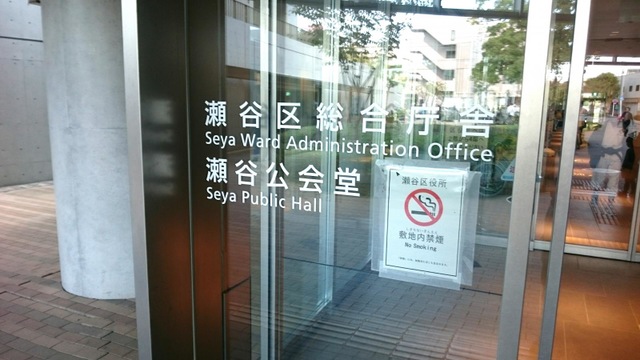 瀬谷区総合庁舎
Seya Ward Administration Office
瀬谷公会堂
Seya Public Hall
瀬谷区役所
敷地内禁煙
No Smoking